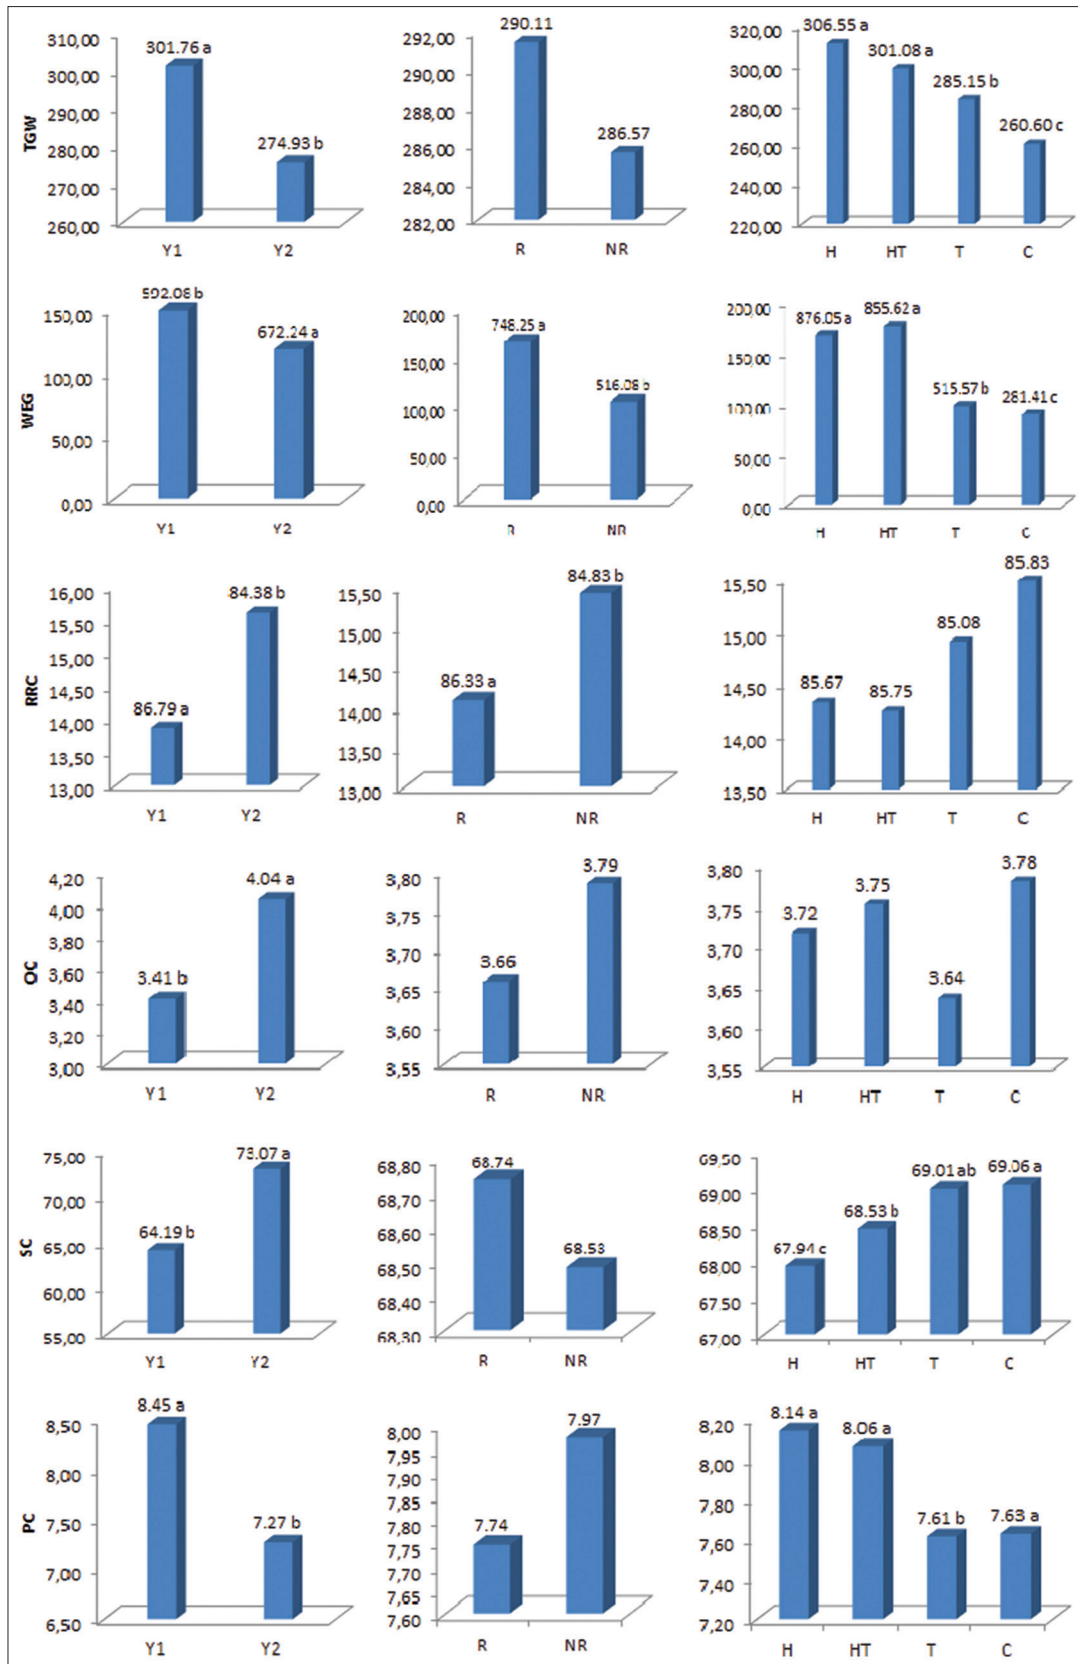 TGW
310,00
300,00
290,00
280,00
270,00
260,00
301.76 a
274.93 b
Y1 Y2
292,00
290,00
288,00
286,00
284,00
282,00
290.11
286.57
R NR
320,00
300,00
280,00
260,00
240,00
220,00
306.55 a
301.08 a
285.15 b
260.60 c
H HT T C
WEG
150,00
100,00
50,00
0,00
592.08 b
672.24 a
Y1 Y2
200,00
150,00
100,00
50,00
0,00
748.25 a
516.08 b
R NR
200,00
150,00
100,00
50,00
0,00
876.05 a
855.62 a
515.57 b
281.41 c
H HT T C
RRC
16,00
15,50
15,00
14,50
14,00
13,50
13,00
86.79 a
84.38 b
Y1 Y2
15,50
15,00
14,50
14,00
13,50
13,00
86.33 a
84.83 b
R NR
15,50
15,00
14,50
14,00
13,50
85.67
85.75
85.08
85.83
H HT T C
OC
4,20
4,00
3,80
3,60
3,40
3,20
3,00
3.41 b
4.04 a
Y1 Y2
3,80
3,75
3,70
3,65
3,60
3,55
3.66
3.79
R NR
3,80
3,75
3,70
3,65
3,60
3,55
3.72
3.75
3.64
3.78
H HT T C
SC
75,00
70,00
65,00
60,00
55,00
64.19 b
73.07 a
Y1 Y2
68,80
68,70
68,60
68,50
68,40
68,30
68.74
68.53
R NR
69,50
69,00
68,50
68,00
67,50
67,00
67.94 c
68.53 b
69.01 ab
69.06 a
H HT T C
PC
8,50
8,00
7,50
7,00
6,50
8.45 a
7.27 b
Y1 Y2
8,00
7,95
7,90
7,85
7,80
7,75
7,70
7,65
7,60
7.74
7.97
R NR
8,20
8,00
7,80
7,60
7,40
7,20
8.14 a
8.06 a
7.61 b
7.63 a
H HT T C